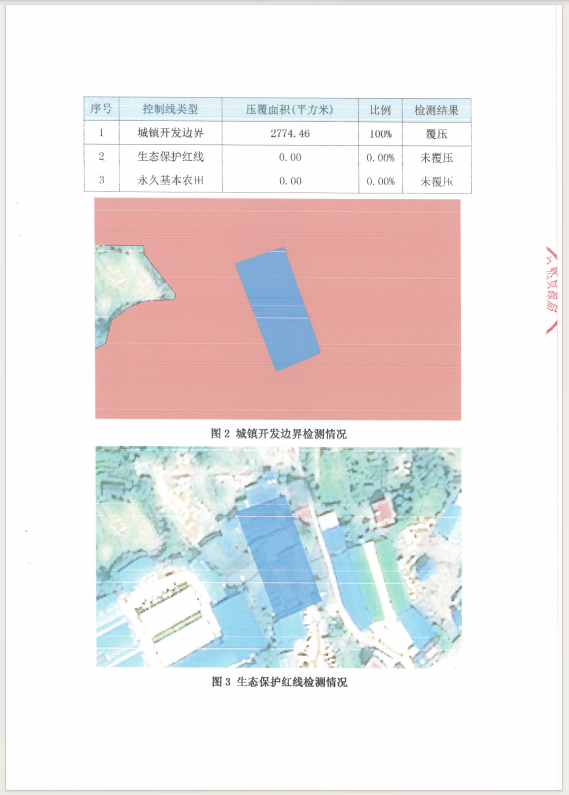 序号 控制线类型 压覆面积(平方米) 比例 检测结果
1 城镇开发边界 2774.46 100% 覆压
2 生态保护红线 0.00 0.00% 未覆压
3 永久基本农田 0.00 0.00% 未覆压
图 2 城镇开发边界检测情况
图 3 生态保护红线检测情况